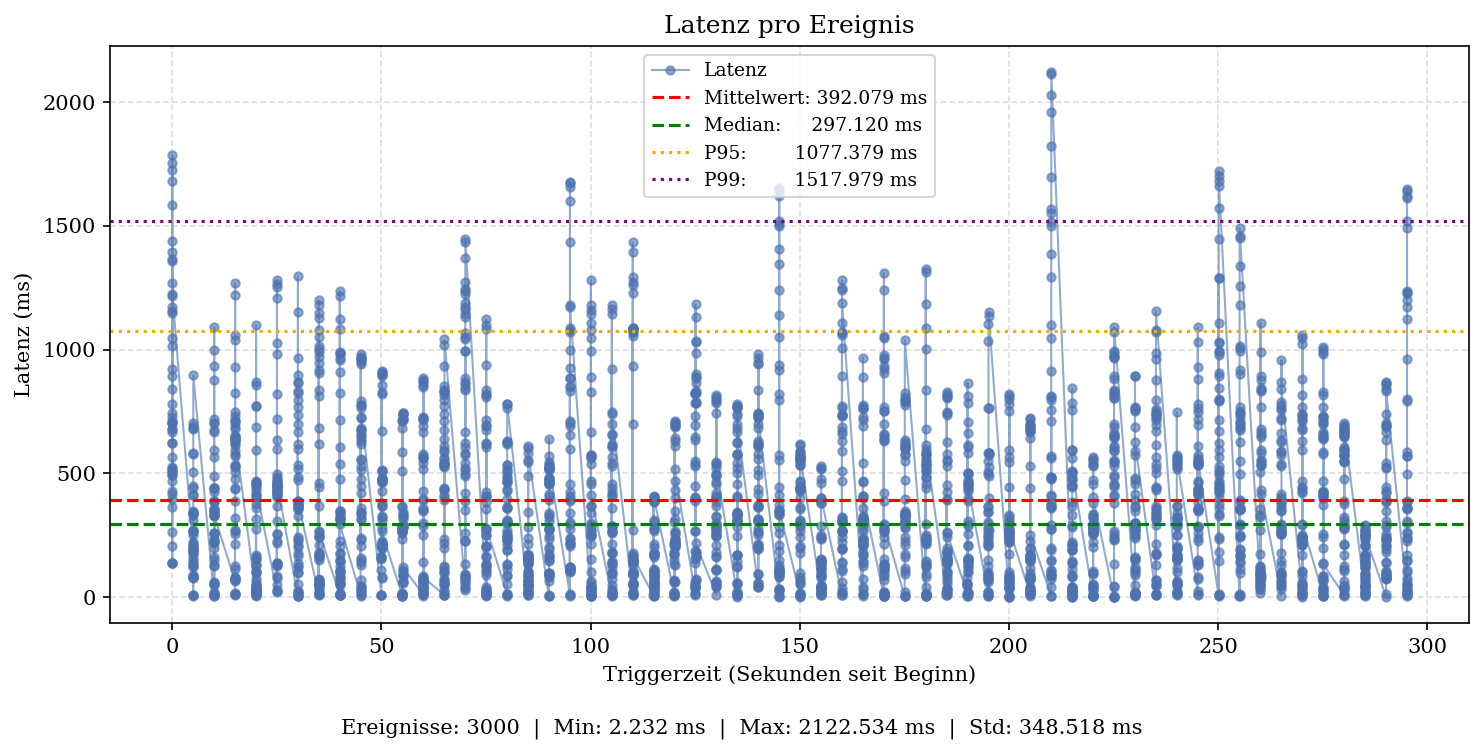 Latenz pro Ereignis
Latenz
Mittelwert: 392.079 ms
Median: 297.120 ms
P95: 1077.379 ms
P99: 1517.979 ms
Latenz (ms)
2000
1500
1000
500
0
0 50 100 150 200 250 300
Triggerzeit (Sekunden seit Beginn)
Ereignisse: 3000 | Min: 2.232 ms | Max: 2122.534 ms | Std: 348.518 ms